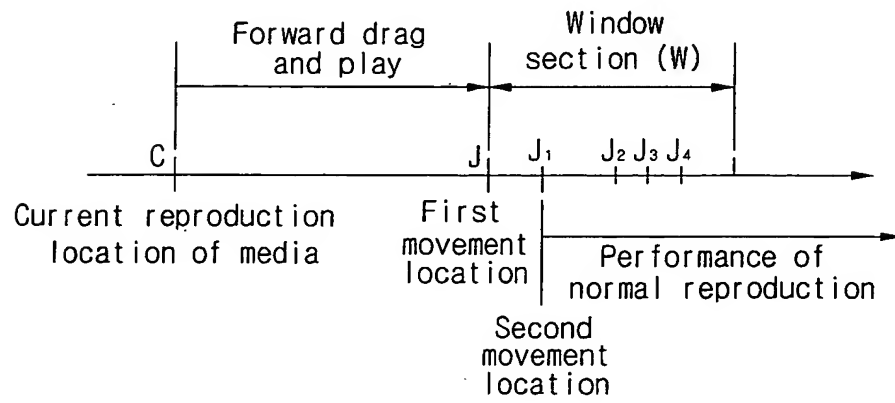 Forward drag
and play
Window
section (W)
C
J
J₁
J₂
J₃
J₄
Current reproduction
location of media
First
movement
location
Performance of
normal reproduction
Second
movement
location